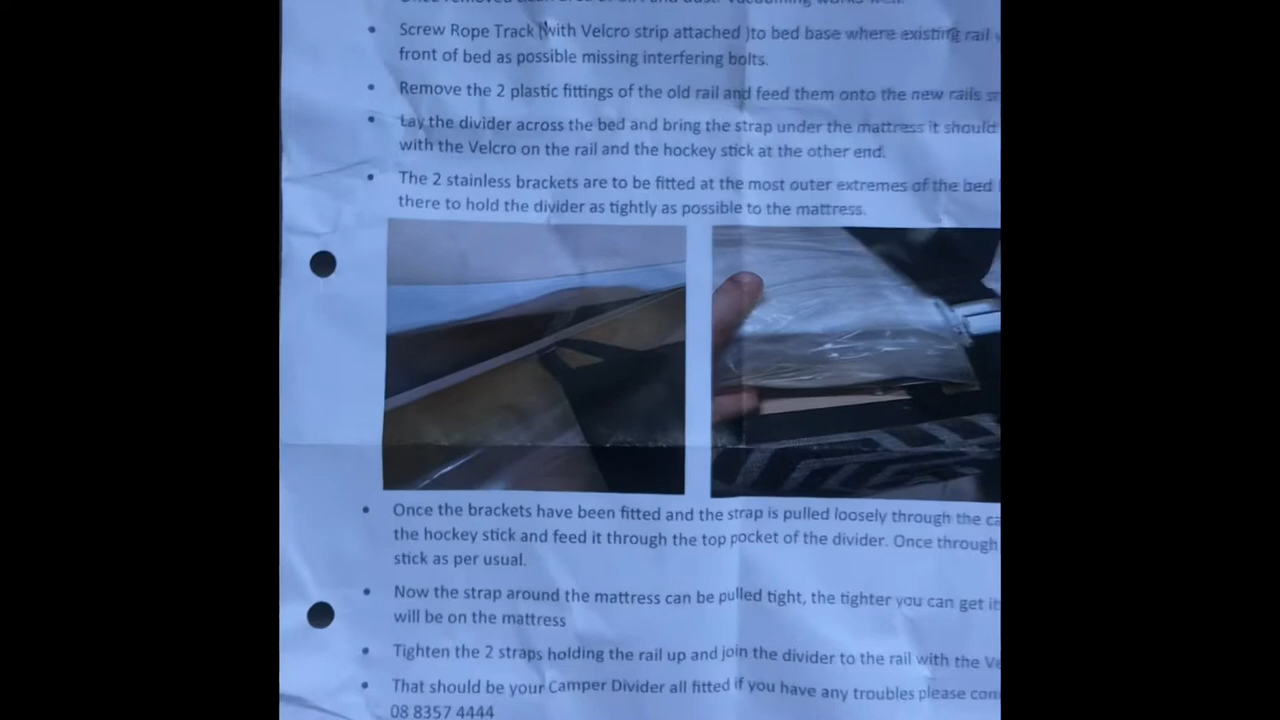 Screw Rope Track (with Velcro strip attached )to bed base where existing rail
front of bed as possible missing interfering bolts.
Remove the 2 plastic fittings of the old rail and feed them onto the new rails
Lay the divider across the bed and bring the strap under the mattress it should
with the Velcro on the rail and the hockey stick at the other end.
The 2 stainless brackets are to be fitted at the most outer extremes of the bed
there to hold the divider as tightly as possible to the mattress.
Once the brackets have been fitted and the strap is pulled loosely through the
the hockey stick and feed it through the top pocket of the divider. Once through
stick as per usual.
Now the strap around the mattress can be pulled tight, the tighter you can get it
will be on the mattress
Tighten the 2 straps holding the rail up and join the divider to the rail with the
That should be your Camper Divider all fitted if you have any troubles please
08 8357 4444